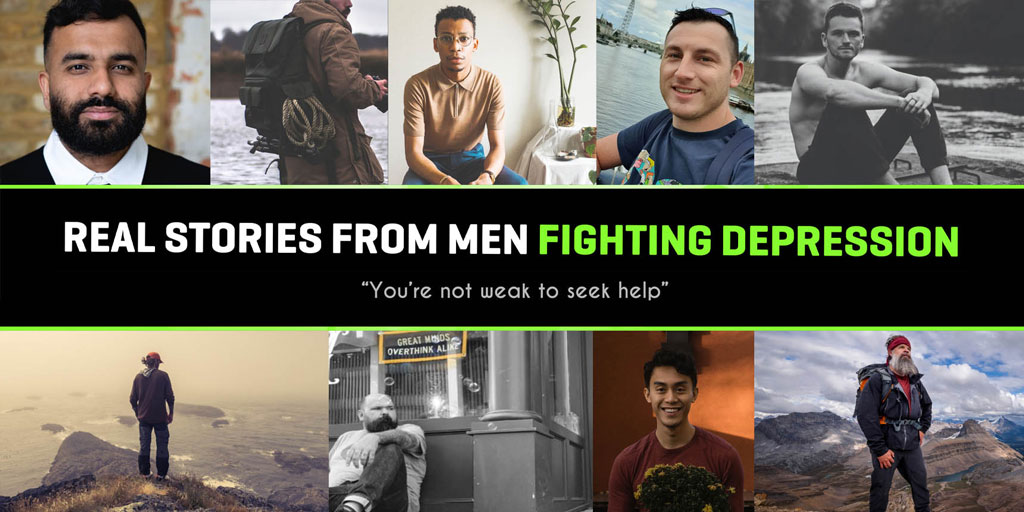 REAL STORIES FROM MEN FIGHTING DEPRESSION
“You’re not weak to seek help”
GREAT MINDS
OVERTHINK ALIKE